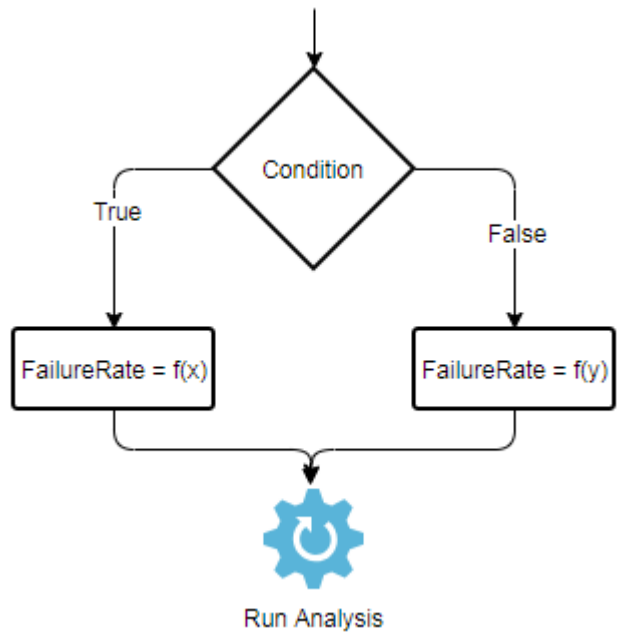 Condition
True
False
FailureRate = f(x)
FailureRate = f(y)
Run Analysis